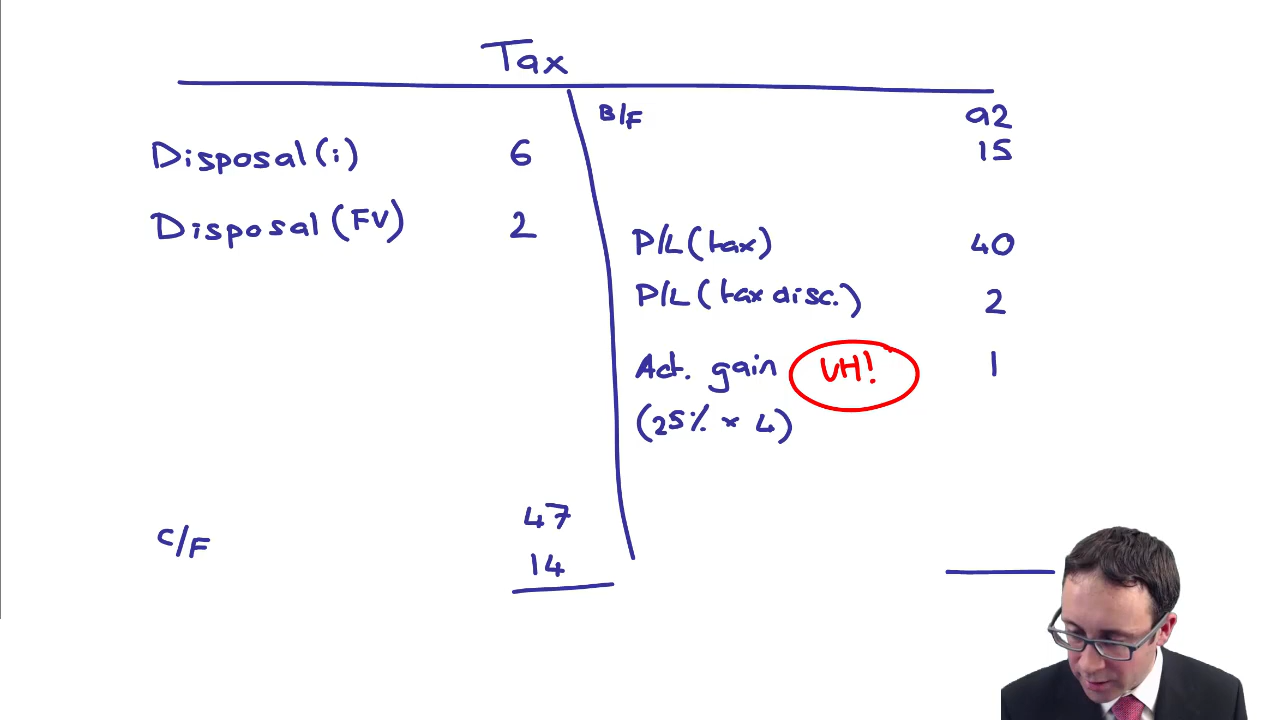 Tax
B/F 92
15
Disposal (i) 6
Disposal (FV) 2
P/L (tax) 40
P/L (tax disc.) 2
Act. gain VH! 1
(25% x 4)
47
C/F
14